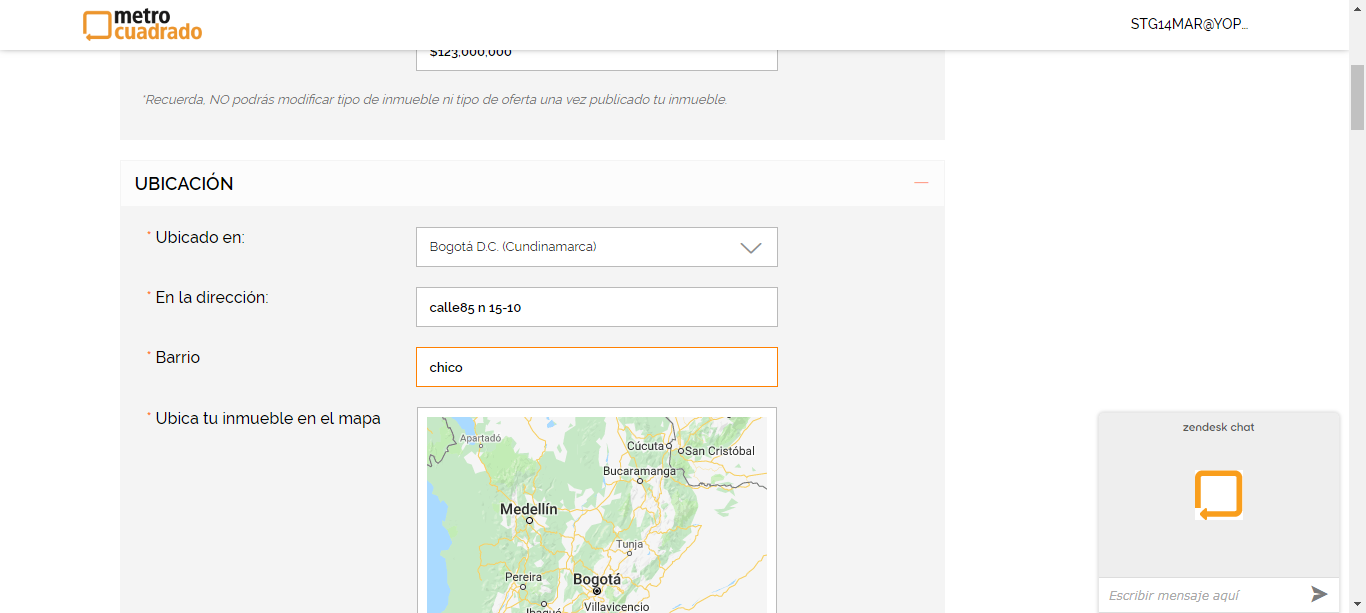 metro
cuadrado
STG14MAR@YOP...
$123,000,000
*Recuerda, NO podrás modificar tipo de inmueble ni tipo de oferta una vez publicado tu inmueble.
UBICACIÓN
* Ubicado en:
Bogotá D.C. (Cundinamarca)
* En la dirección:
calle85 n 15-10
* Barrio
chico
* Ubica tu inmueble en el mapa
Apartadó
Cúcuta
San Cristóbal
Bucaramanga
Medellín
Tunja
Pereira
Bogotá
Ibagué
Villavicencio
zendesk chat
Escribir mensaje aquí